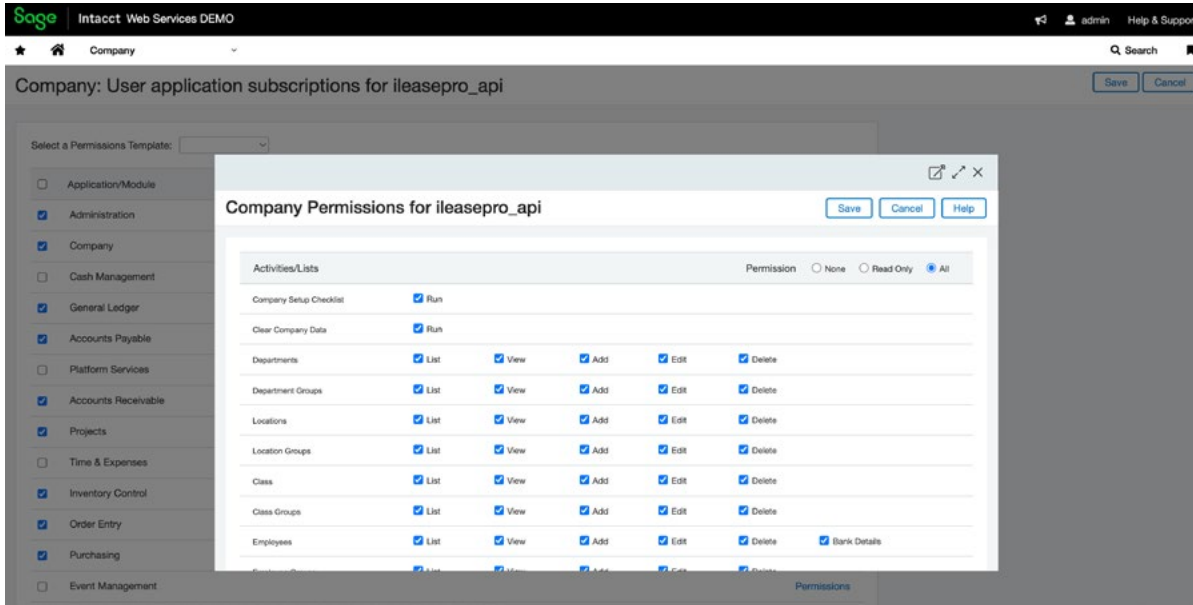 Sage Intacct Web Services DEMO admin Help & Suppor
Company Search
Company: User application subscriptions for ileasepro_api Save Cancel
Select a Permissions Template:
Application/Module
Administration
Company
Cash Management
General Ledger
Accounts Payable
Platform Services
Accounts Receivable
Projects
Time & Expenses
Inventory Control
Order Entry
Purchasing
Event Management Permissions
Company Permissions for ileasepro_api Save Cancel Help
Activities/Lists Permission None Read Only All
Company Setup Checklist Run
Clear Company Data Run
Departments List View Add Edit Delete
Department Groups List View Add Edit Delete
Locations List View Add Edit Delete
Location Groups List View Add Edit Delete
Class List View Add Edit Delete
Class Groups List View Add Edit Delete
Employees List View Add Edit Delete Bank Details